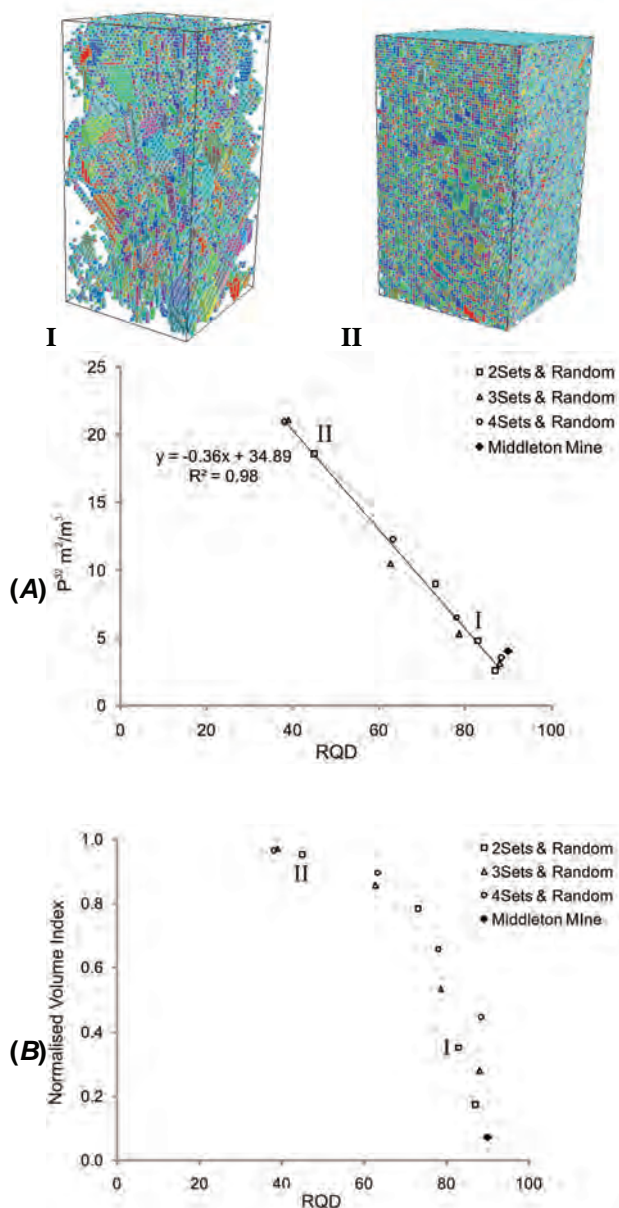 I II
25
20
15
10
5
0
P³² m²/m³
(A)
II
y = -0.36x + 34.89
R² = 0.98
I
2Sets & Random
3Sets & Random
4Sets & Random
Middleton Mine
0 20 40 60 80 100
RQD
1.0
0.8
0.6
0.4
0.2
0.0
Normalised Volume Index
(B)
II
I
2Sets & Random
3Sets & Random
4Sets & Random
Middleton MIne
0 20 40 60 80 100
RQD